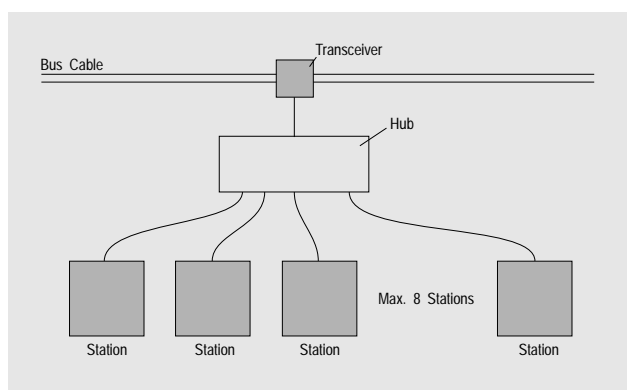 Transceiver
Bus Cable
Hub
Max. 8 Stations
Station
Station
Station
Station